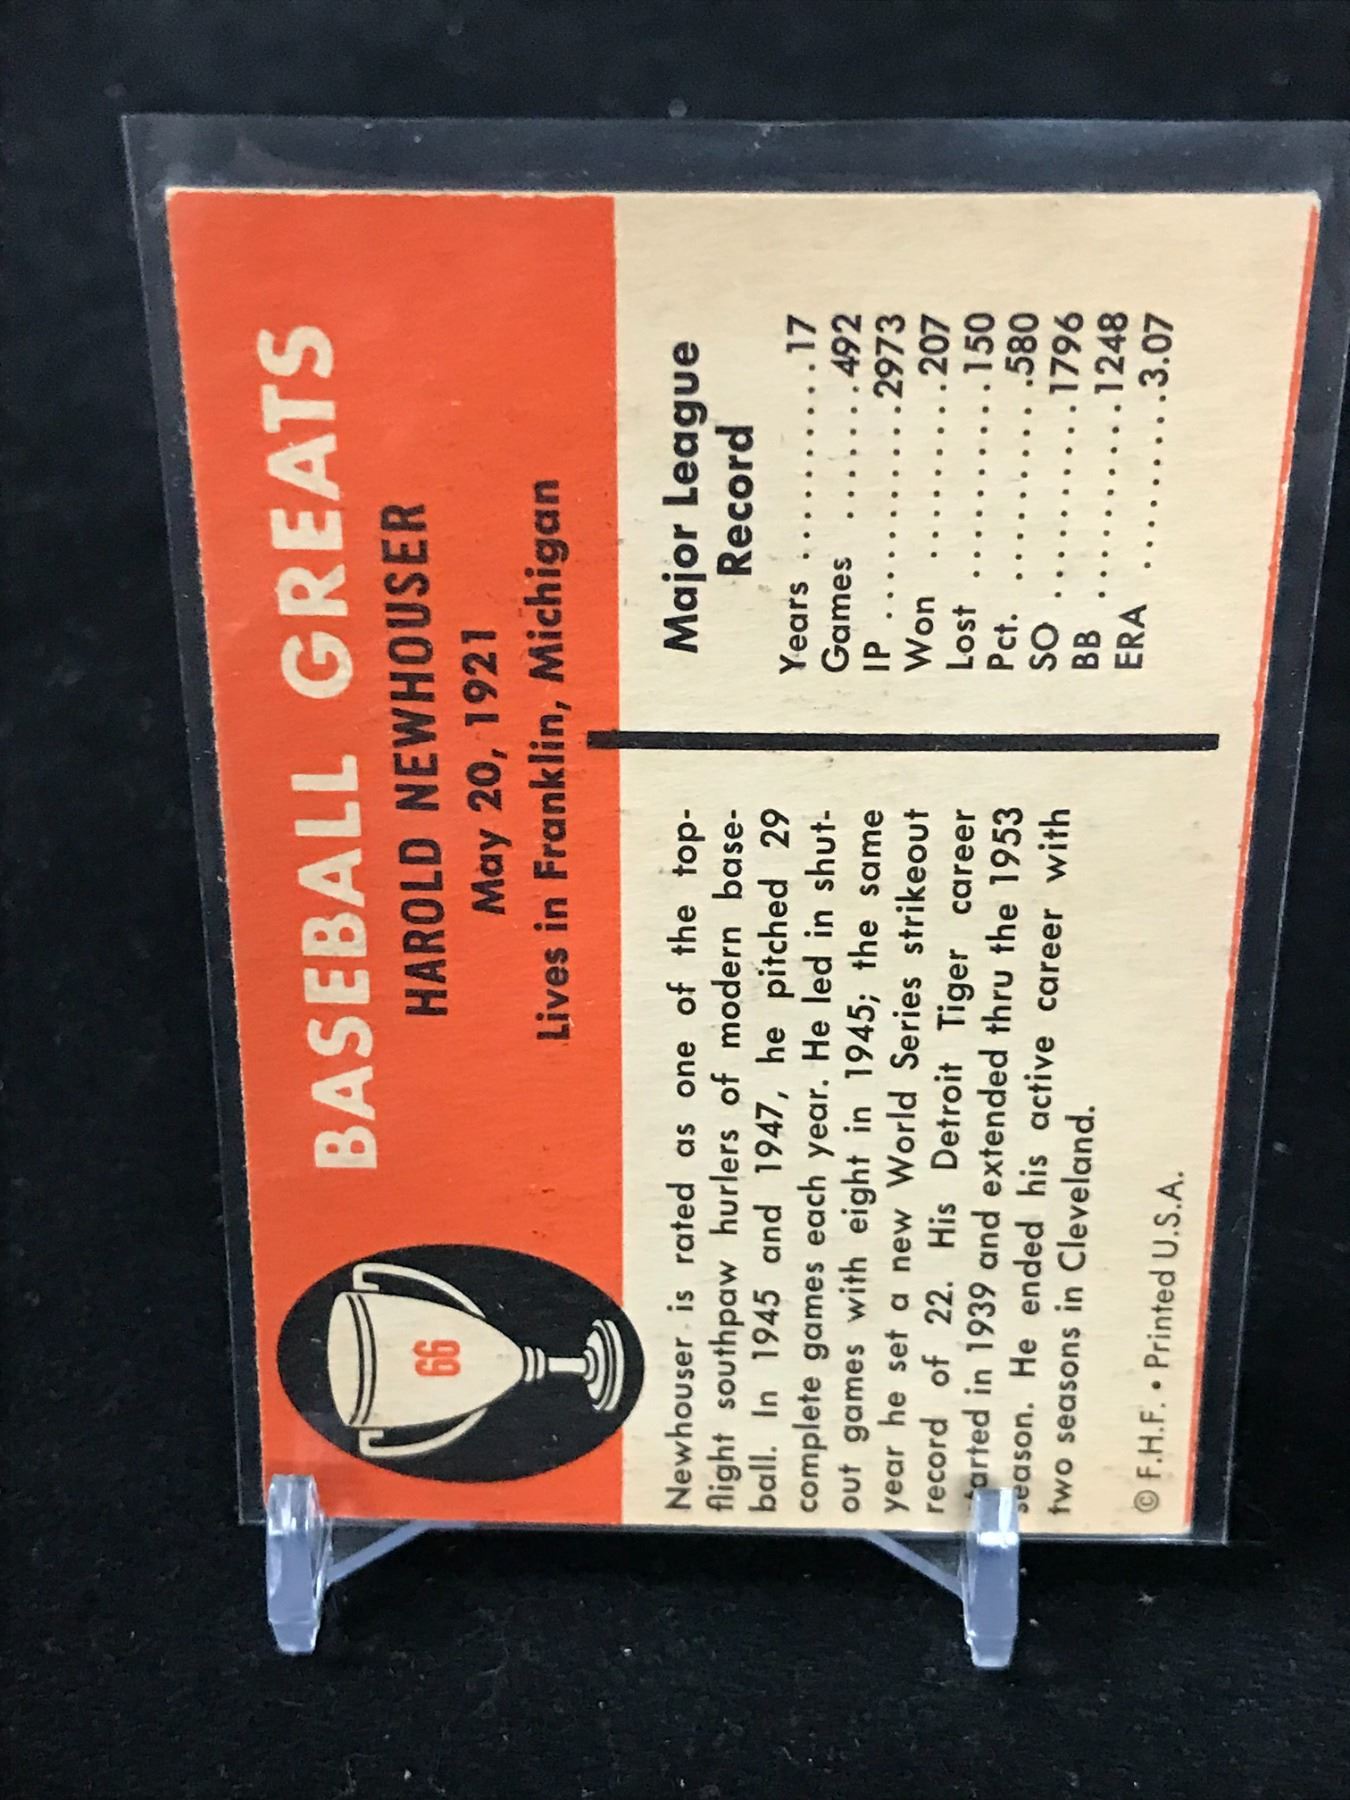 BASEBALL GREATS
HAROLD NEWHOUSER
May 20, 1921
Lives in Franklin, Michigan
66
Newhouser is rated as one of the top-
flight southpaw hurlers of modern base-
ball. In 1945 and 1947, he pitched 29
complete games each year. He led in shut-
out games with eight in 1945; the same
year he set a new World Series strikeout
record of 22. His Detroit Tiger career
started in 1939 and extended thru the 1953
season. He ended his active career with
two seasons in Cleveland.
© F.H.F. • Printed U.S.A.
Major League
Record
Years ..........17
Games .......492
IP ...........2973
Won .........207
Lost ..........150
Pct. .........580
SO ..........1796
BB ..........1248
ERA .........3.07